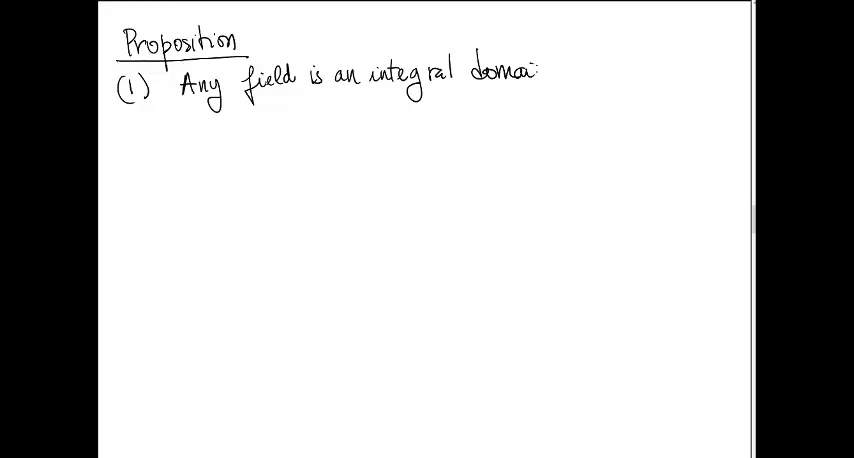 Proposition
(1) Any field is an integral domai